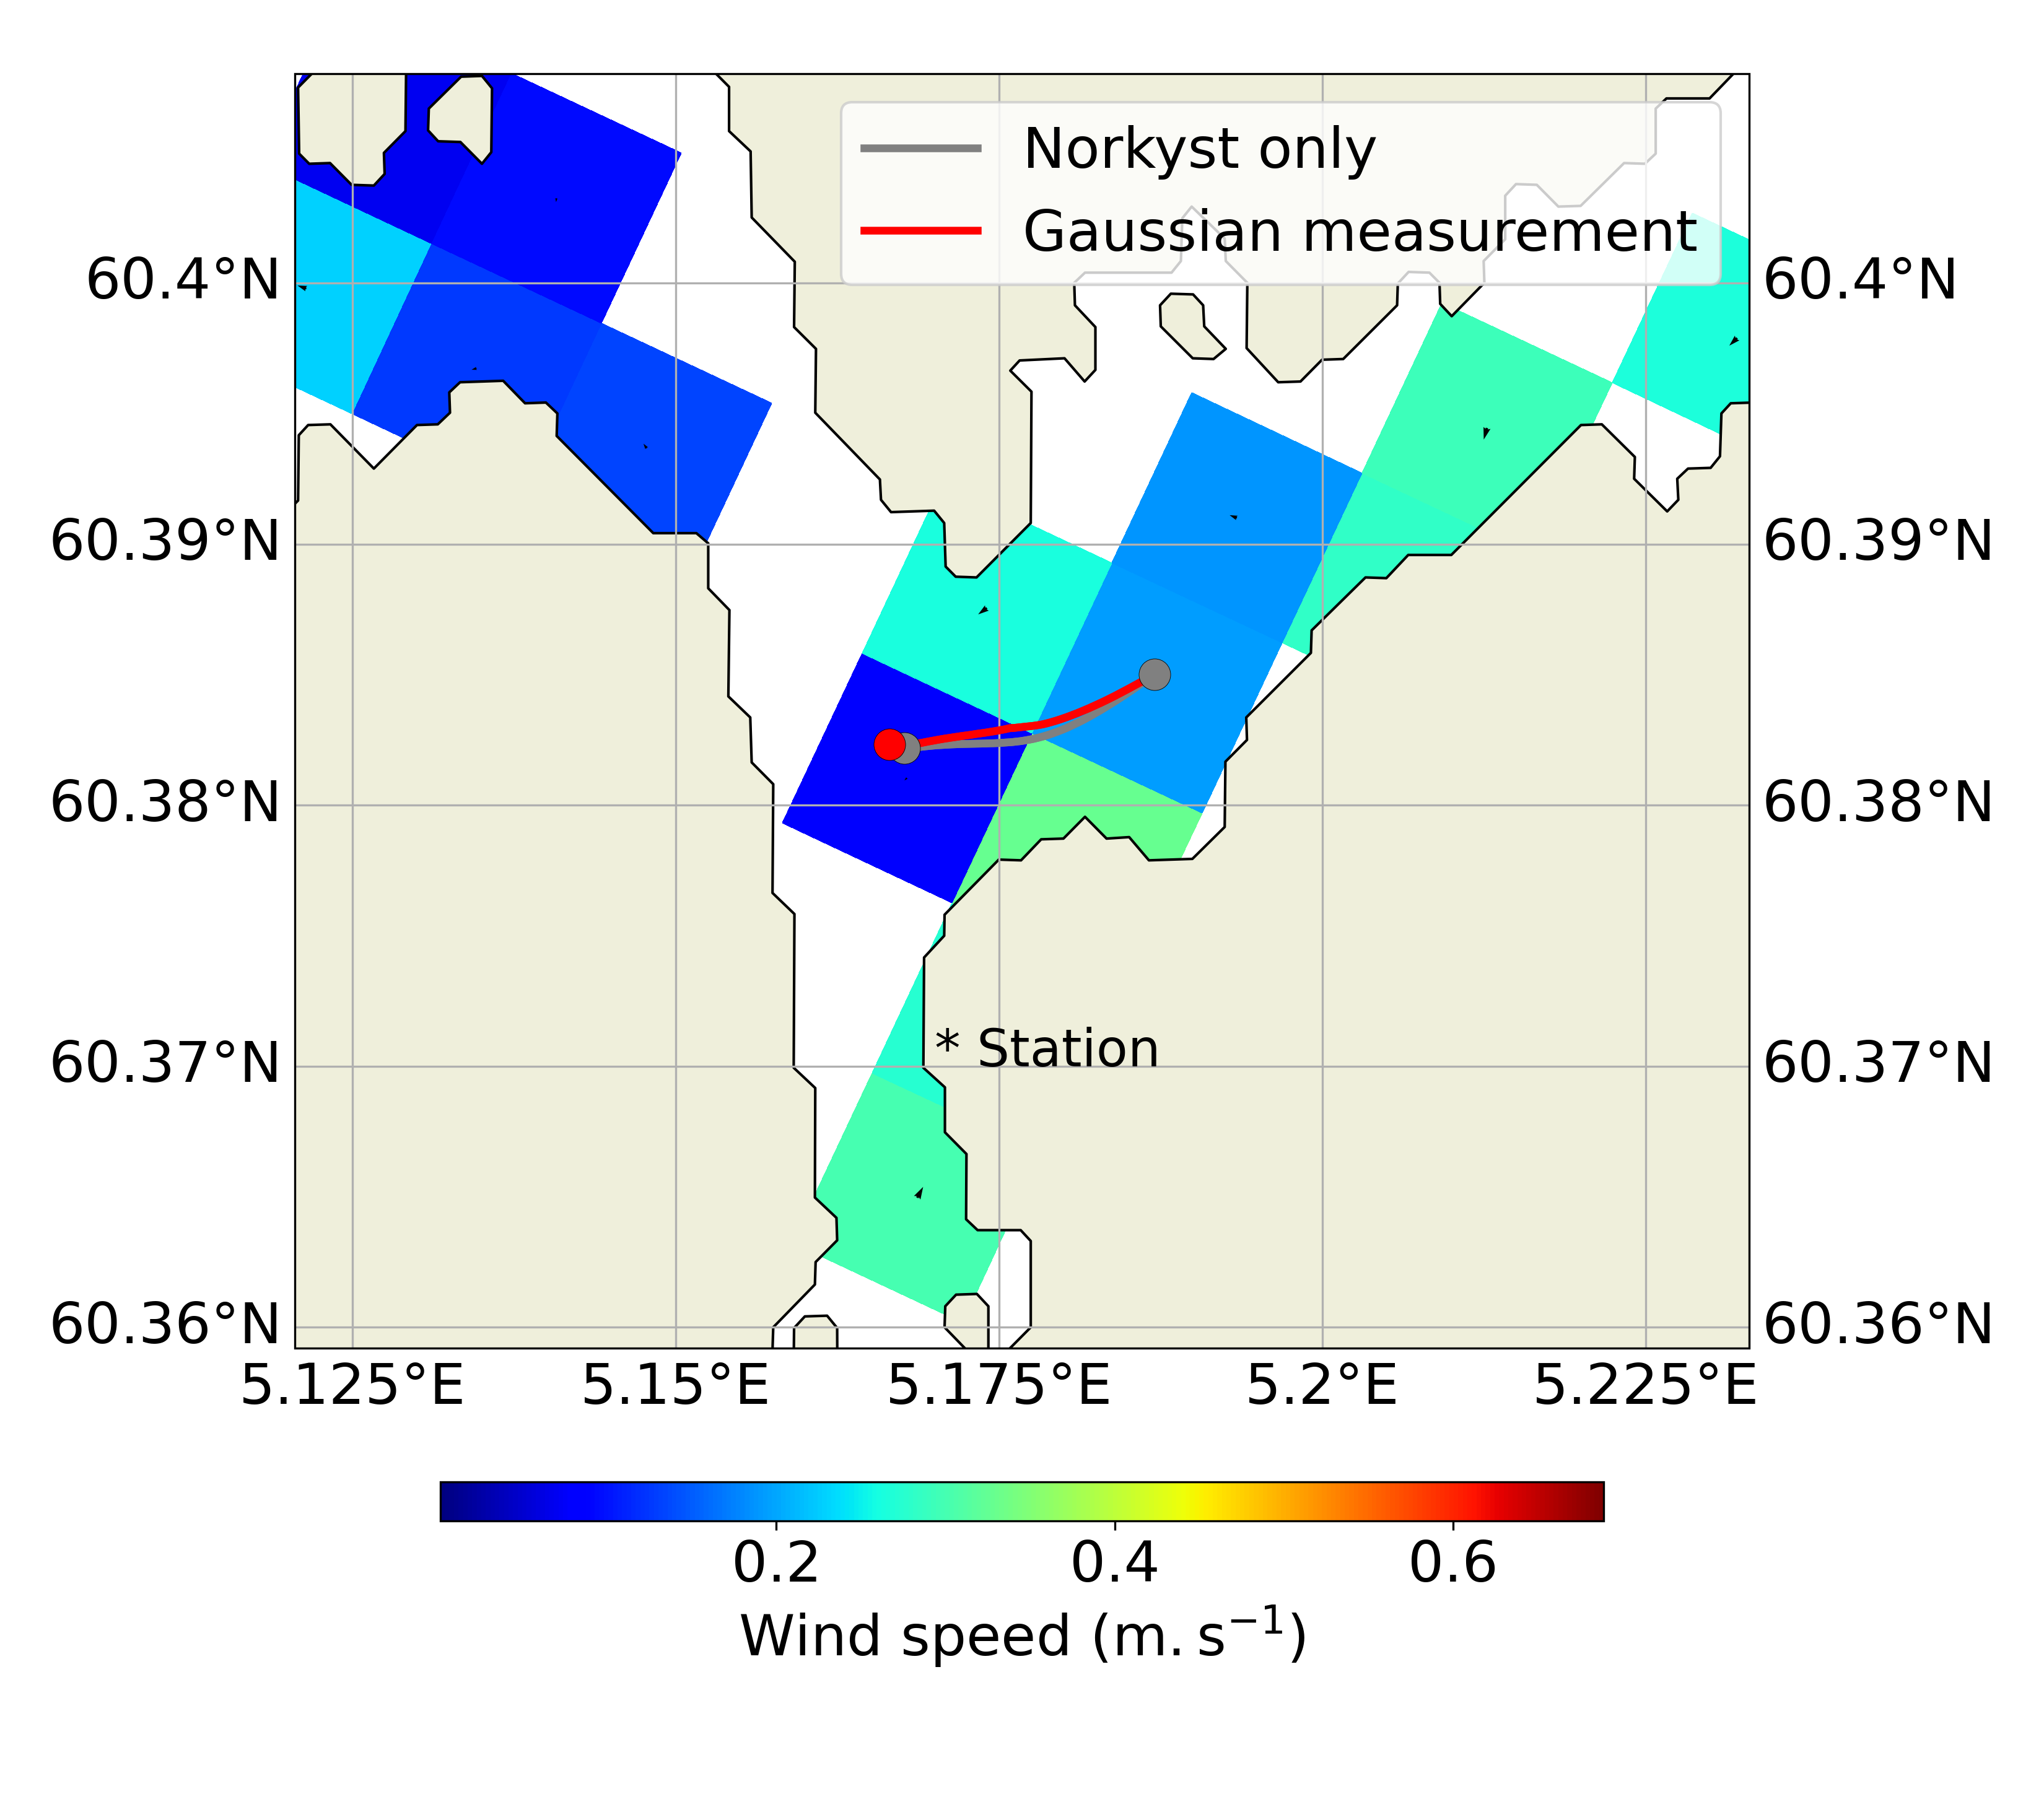 Norkyst only
Gaussian measurement
60.4°N 60.4°N
60.39°N 60.39°N
60.38°N 60.38°N
60.37°N * Station 60.37°N
60.36°N 60.36°N
5.125°E 5.15°E 5.175°E 5.2°E 5.225°E
0.2 0.4 0.6
Wind speed (m. s⁻¹)